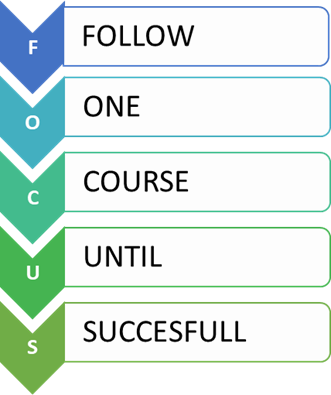 F FOLLOW
O ONE
C COURSE
U UNTIL
S SUCCESFULL